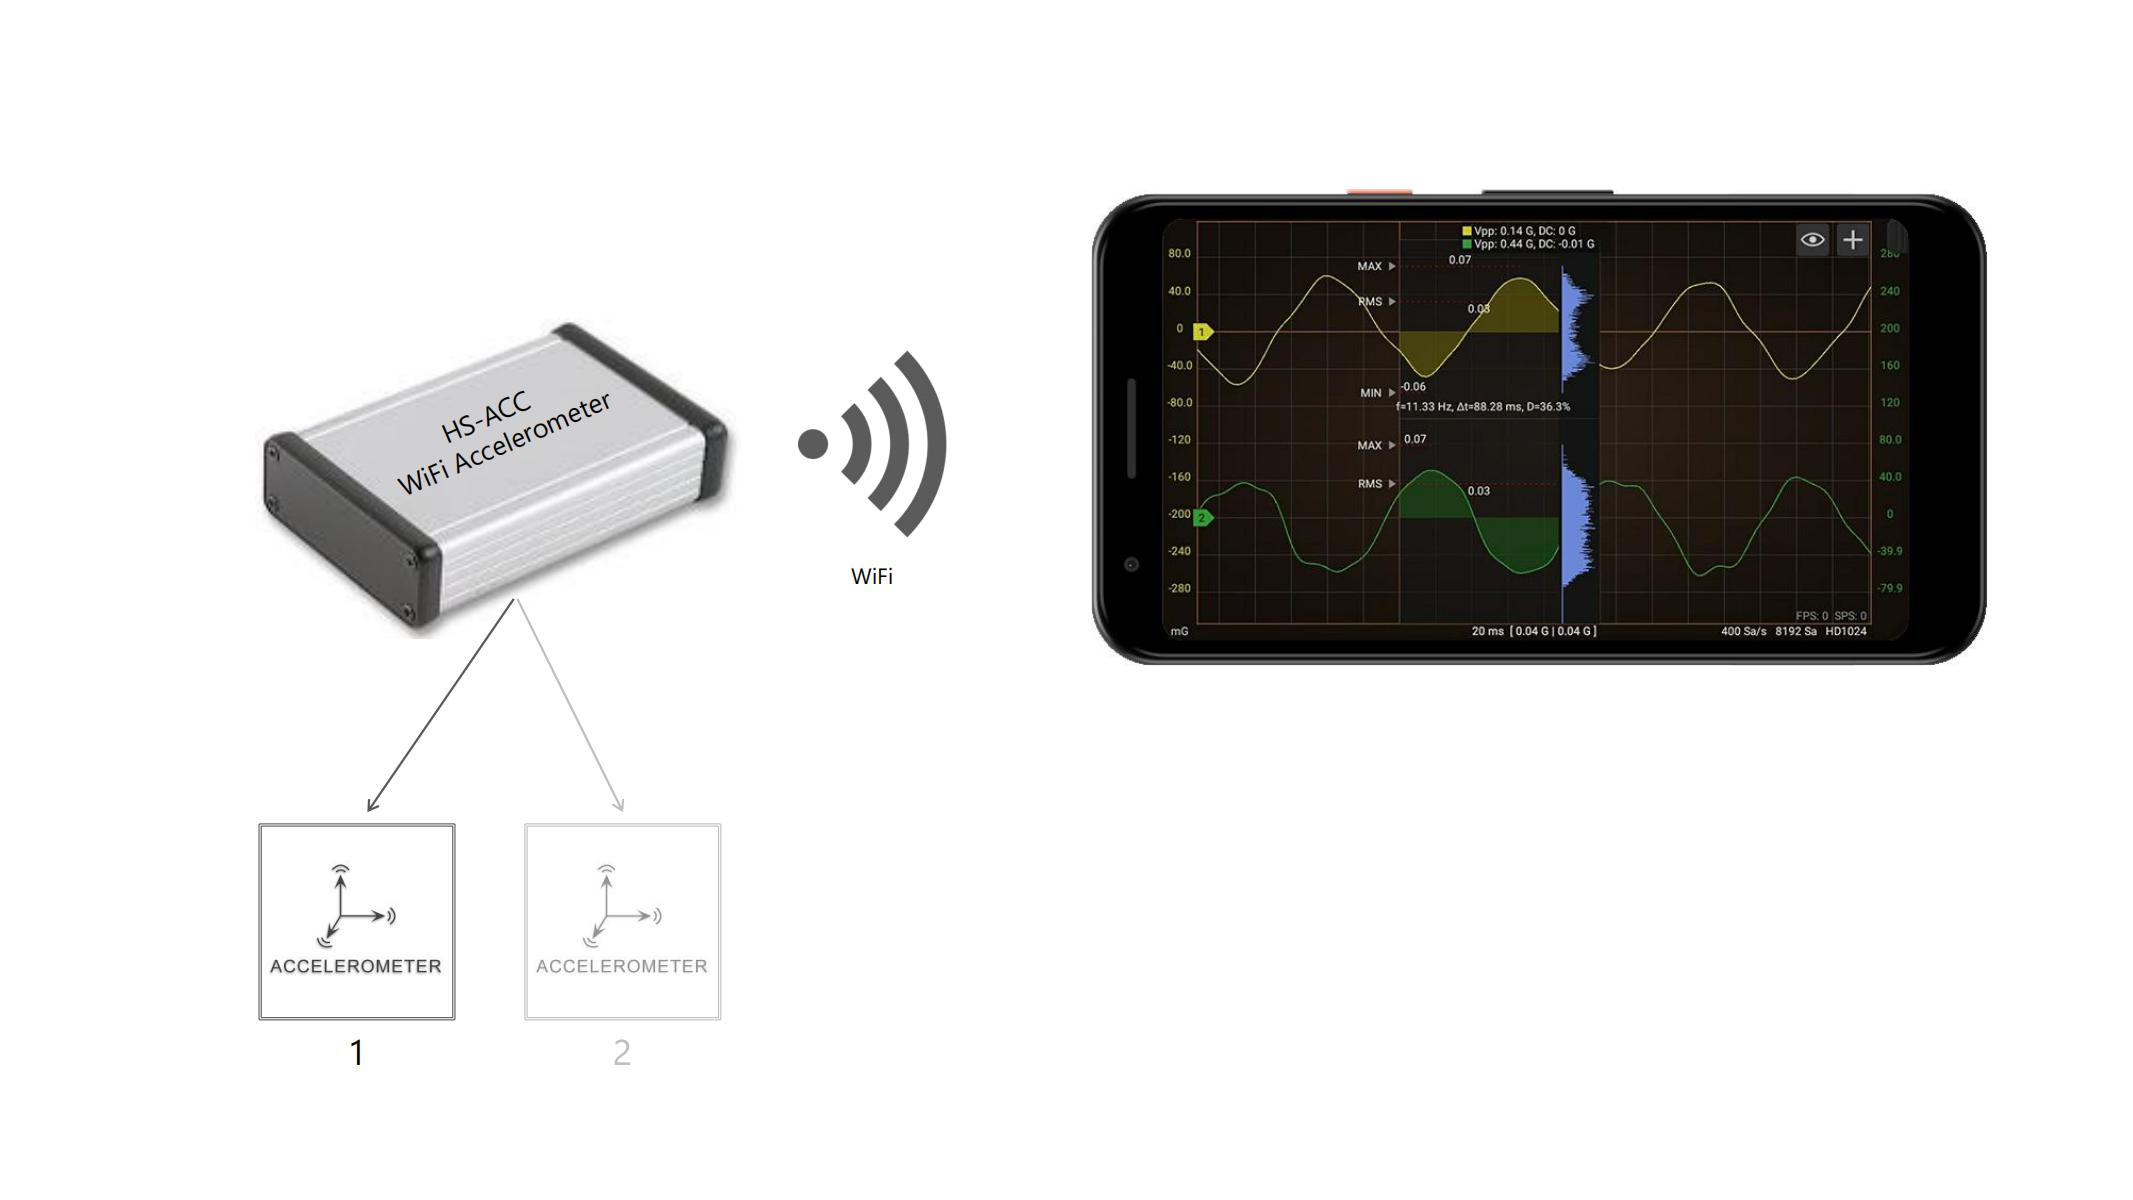 HS-ACC
WiFi Accelerometer
WiFi
ACCELEROMETER
1
ACCELEROMETER
2
Vpp: 0.14 G, DC: 0 G
Vpp: 0.44 G, DC: -0.01 G
80.0
40.0
0
-40.0
-80.0
-120
-160
-200
-240
-280
mG
1
2
MAX
0.07
RMS
0.03
MIN
-0.06
f=11.33 Hz, Δt=88.28 ms, D=36.3%
MAX
0.07
RMS
0.03
280
240
200
160
120
80.0
40.0
0
-39.9
-79.9
FPS: 0 SPS: 0
20 ms [ 0.04 G | 0.04 G ]
400 Sa/s 8192 Sa HD1024